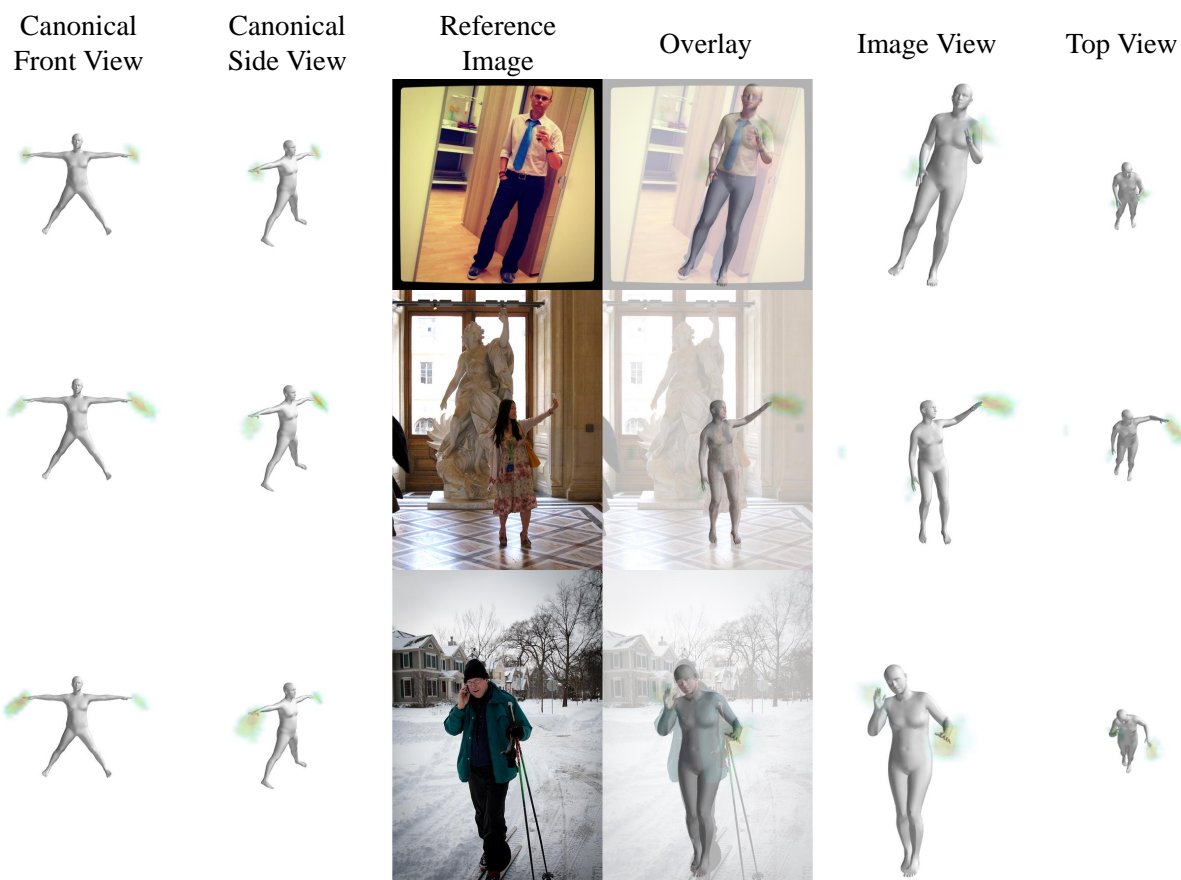 Canonical
Front View
Canonical
Side View
Reference
Image
Overlay
Image View
Top View